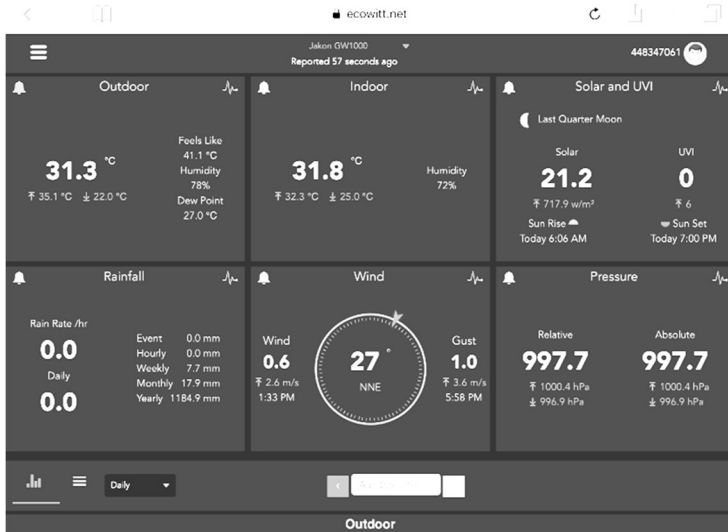 ecowitt.net
Jakon GW1000
Reported 57 seconds ago
448347061
Outdoor
31.3 °C
35.1 °C 22.0 °C
Feels Like
41.1 °C
Humidity
78%
Dew Point
27.0 °C
Indoor
31.8 °C
32.3 °C 25.0 °C
Humidity
72%
Solar and UVI
Last Quarter Moon
Solar
21.2
717.9 w/m²
UVI
0
6
Sun Rise
Today 6:06 AM
Sun Set
Today 7:00 PM
Rainfall
Rain Rate /hr
0.0
Daily
0.0
Event 0.0 mm
Hourly 0.0 mm
Weekly 7.7 mm
Monthly 17.9 mm
Yearly 1184.9 mm
Wind
Wind
0.6
2.6 m/s
1:33 PM
27 °
NNE
Gust
1.0
3.6 m/s
5:58 PM
Pressure
Relative
997.7
1000.4 hPa
996.9 hPa
Absolute
997.7
1000.4 hPa
996.9 hPa
Daily
Outdoor